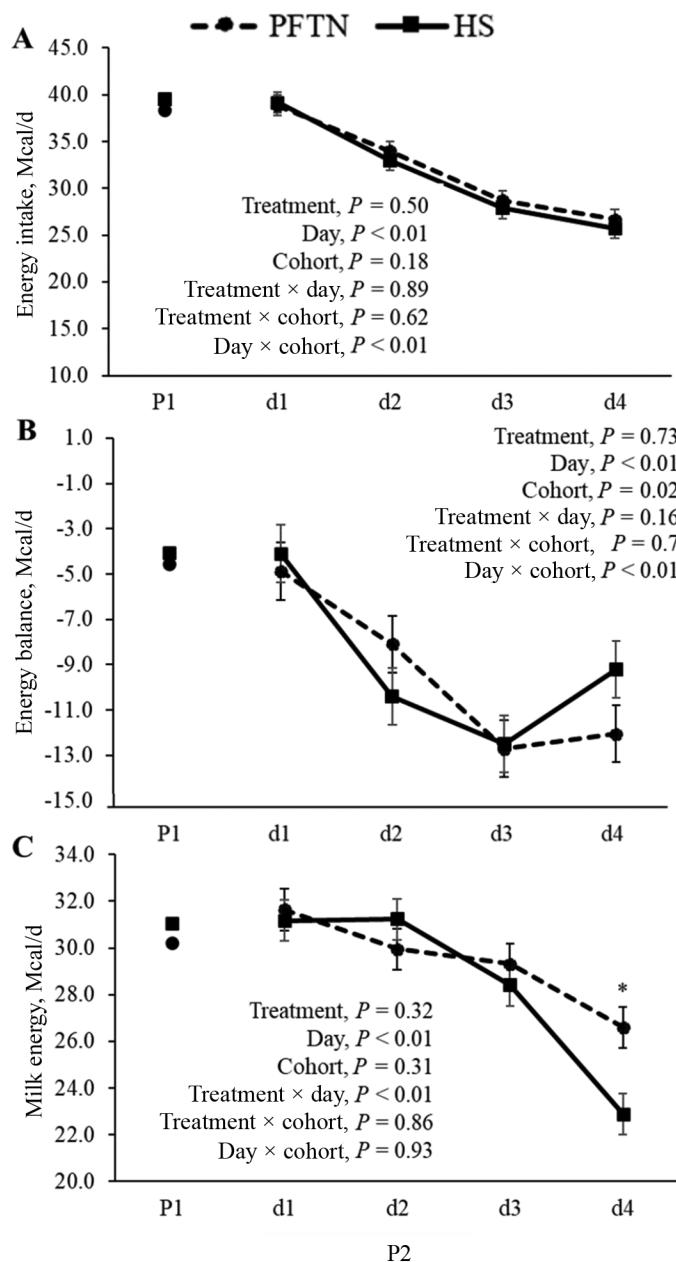 PFTN HS
A
45.0
40.0
35.0
30.0
25.0
20.0
15.0
10.0
Energy intake, Mcal/d
Treatment, P = 0.50
Day, P < 0.01
Cohort, P = 0.18
Treatment × day, P = 0.89
Treatment × cohort, P = 0.62
Day × cohort, P < 0.01
P1 d1 d2 d3 d4
B
1.0
-1.0
-3.0
-5.0
-7.0
-9.0
-11.0
-13.0
-15.0
Energy balance, Mcal/d
Treatment, P = 0.73
Day, P < 0.01
Cohort, P = 0.02
Treatment × day, P = 0.16
Treatment × cohort, P = 0.7
Day × cohort, P < 0.01
P1 d1 d2 d3 d4
C
34.0
32.0
30.0
28.0
26.0
24.0
22.0
20.0
Milk energy, Mcal/d
*
Treatment, P = 0.32
Day, P < 0.01
Cohort, P = 0.31
Treatment × day, P < 0.01
Treatment × cohort, P = 0.86
Day × cohort, P = 0.93
P1 d1 d2 d3 d4
P2